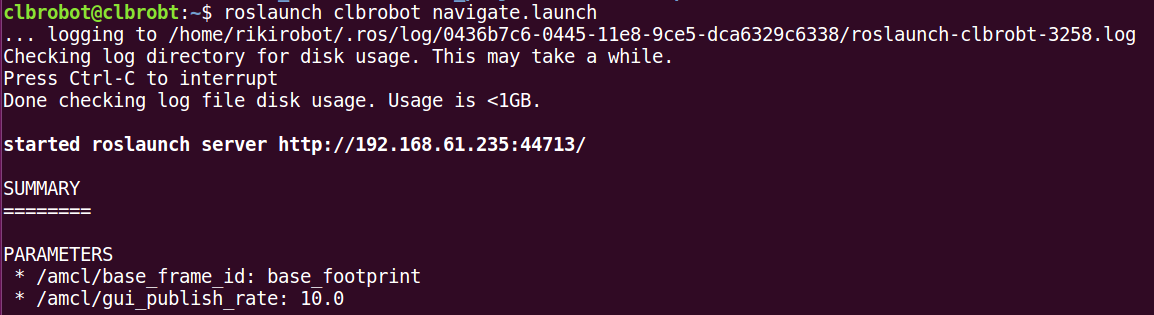 clbrobot@clbrobt:~$ roslaunch clbrobot navigate.launch
... logging to /home/rikirobot/.ros/log/0436b7c6-0445-11e8-9ce5-dca6329c6338/roslaunch-clbrobt-3258.log
Checking log directory for disk usage. This may take a while.
Press Ctrl-C to interrupt
Done checking log file disk usage. Usage is <1GB.
started roslaunch server http://192.168.61.235:44713/
SUMMARY
========
PARAMETERS
* /amcl/base_frame_id: base_footprint
* /amcl/gui_publish_rate: 10.0